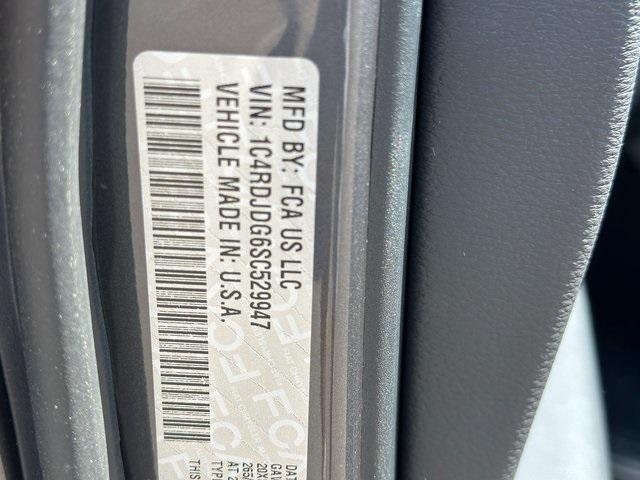 MFD BY: FCA US LLC
VIN: 1C4RDJDG6SC529947
VEHICLE MADE IN: U.S.A.